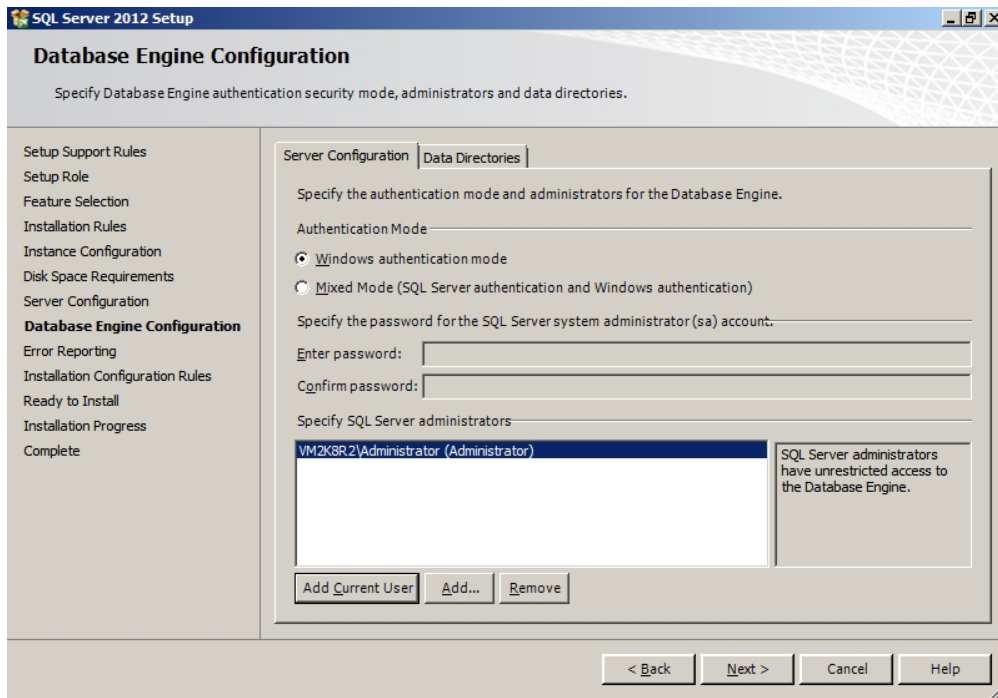 SQL Server 2012 Setup
Database Engine Configuration
Specify Database Engine authentication security mode, administrators and data directories.
Setup Support Rules
Setup Role
Feature Selection
Installation Rules
Instance Configuration
Disk Space Requirements
Server Configuration
Database Engine Configuration
Error Reporting
Installation Configuration Rules
Ready to Install
Installation Progress
Complete
Server Configuration
Data Directories
Specify the authentication mode and administrators for the Database Engine.
Authentication Mode
Windows authentication mode
Mixed Mode (SQL Server authentication and Windows authentication)
Specify the password for the SQL Server system administrator (sa) account.
Enter password:
Confirm password:
Specify SQL Server administrators
VM2K8R2\Administrator (Administrator)
SQL Server administrators
have unrestricted access to
the Database Engine.
Add Current User
Add...
Remove
< Back
Next >
Cancel
Help